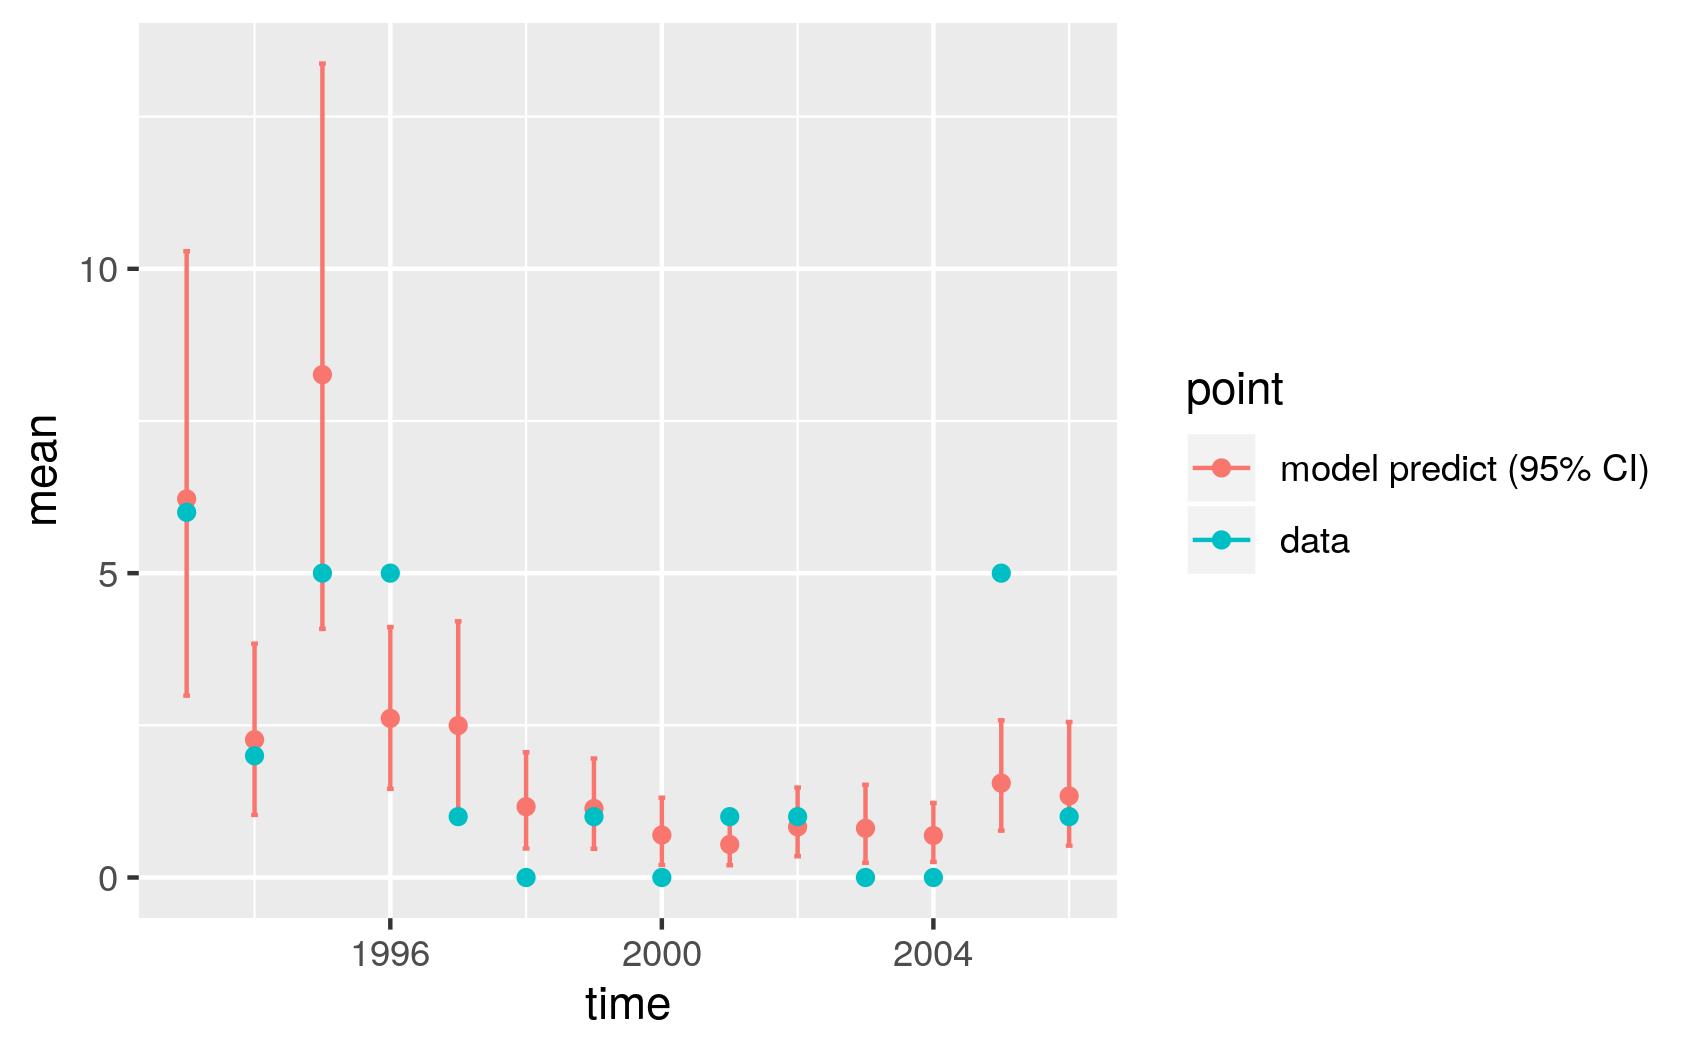 mean
10
5
0
1996
2000
2004
time
point
model predict (95% CI)
data